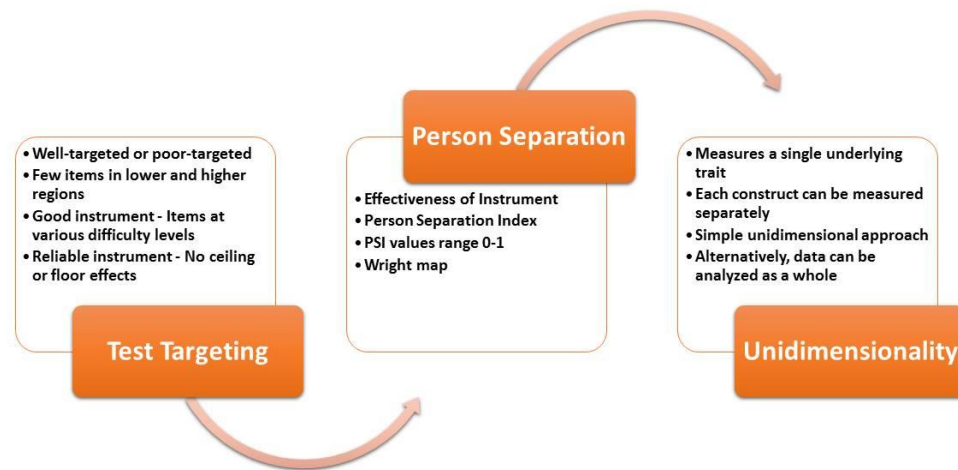 • Well-targeted or poor-targeted
• Few items in lower and higher
regions
• Good instrument - Items at
various difficulty levels
• Reliable instrument - No ceiling
or floor effects
Test Targeting
Person Separation
• Effectiveness of Instrument
• Person Separation Index
• PSI values range 0-1
• Wright map
• Measures a single underlying
trait
• Each construct can be measured
separately
• Simple unidimensional approach
• Alternatively, data can be
analyzed as a whole
Unidimensionality